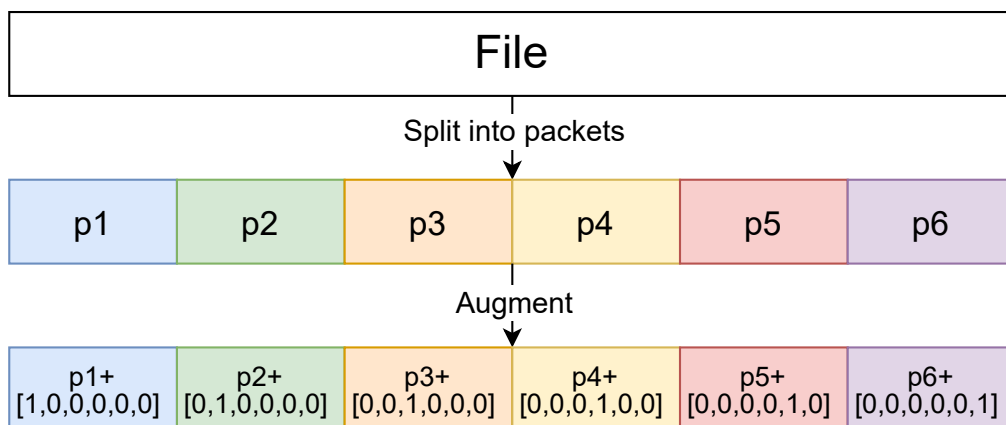 File
Split into packets
p1 p2 p3 p4 p5 p6
Augment
p1+ p2+ p3+ p4+ p5+ p6+
[1,0,0,0,0,0] [0,1,0,0,0,0] [0,0,1,0,0,0] [0,0,0,1,0,0] [0,0,0,0,1,0] [0,0,0,0,0,1]